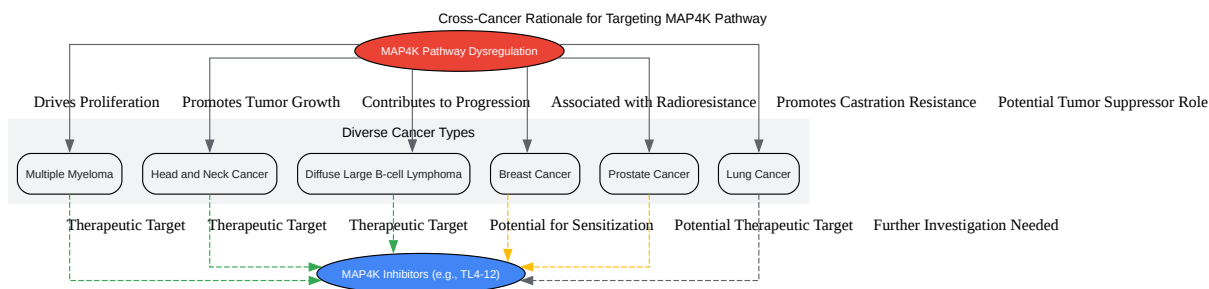 Cross-Cancer Rationale for Targeting MAP4K Pathway
MAP4K Pathway Dysregulation
Drives Proliferation
Promotes Tumor Growth
Contributes to Progression
Associated with Radioresistance
Promotes Castration Resistance
Potential Tumor Suppressor Role
Diverse Cancer Types
Multiple Myeloma
Head and Neck Cancer
Diffuse Large B-cell Lymphoma
Breast Cancer
Prostate Cancer
Lung Cancer
Therapeutic Target
Therapeutic Target
Therapeutic Target
Potential for Sensitization
Potential Therapeutic Target
Further Investigation Needed
MAP4K Inhibitors (e.g., TL4-12)